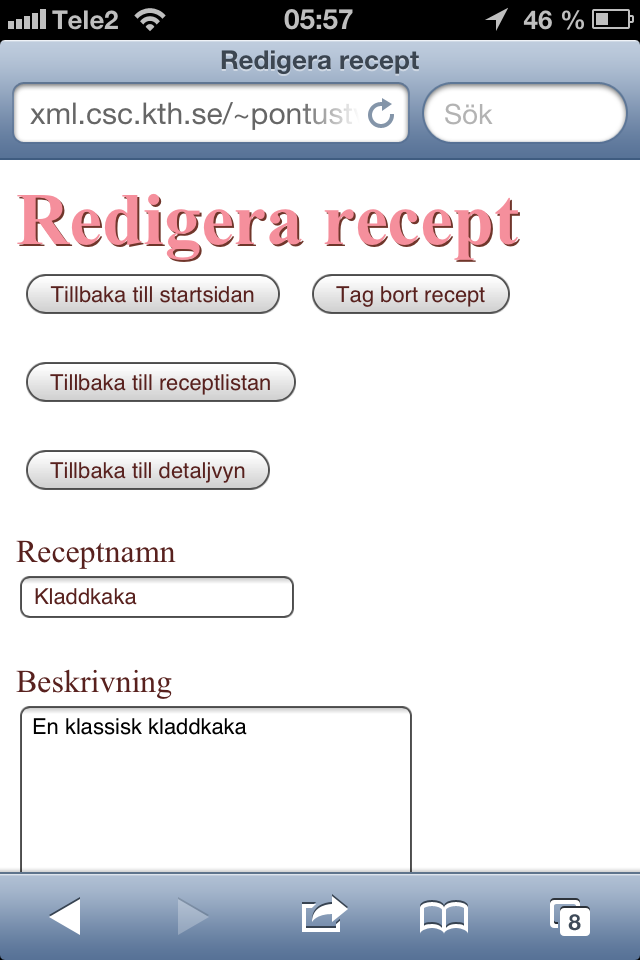 Tele2 05:57 46 %
Redigera recept
xml.csc.kth.se/~pontust Sök
Redigera recept
Tillbaka till startsidan Tag bort recept
Tillbaka till receptlistan
Tillbaka till detaljvyn
Receptnamn
Kladdkaka
Beskrivning
En klassisk kladdkaka
8